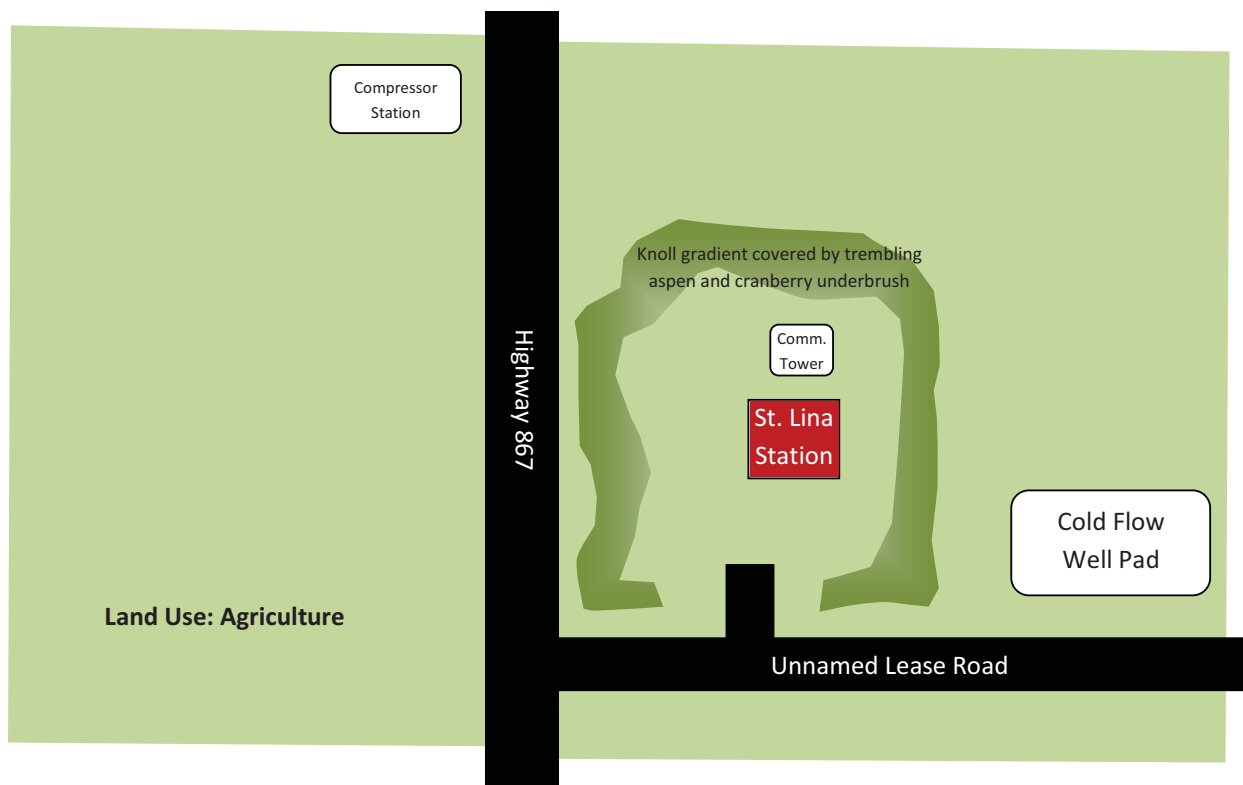 Compressor
Station
Knoll gradient covered by trembling
aspen and cranberry underbrush
Comm.
Tower
Highway 867
St. Lina
Station
Cold Flow
Well Pad
Land Use: Agriculture
Unnamed Lease Road